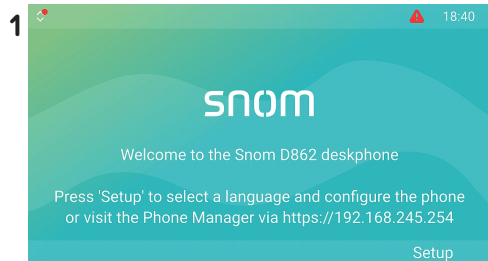 1
18:40
snom
Welcome to the Snom D862 deskphone
Press 'Setup' to select a language and configure the phone
or visit the Phone Manager via https://192.168.245.254
Setup